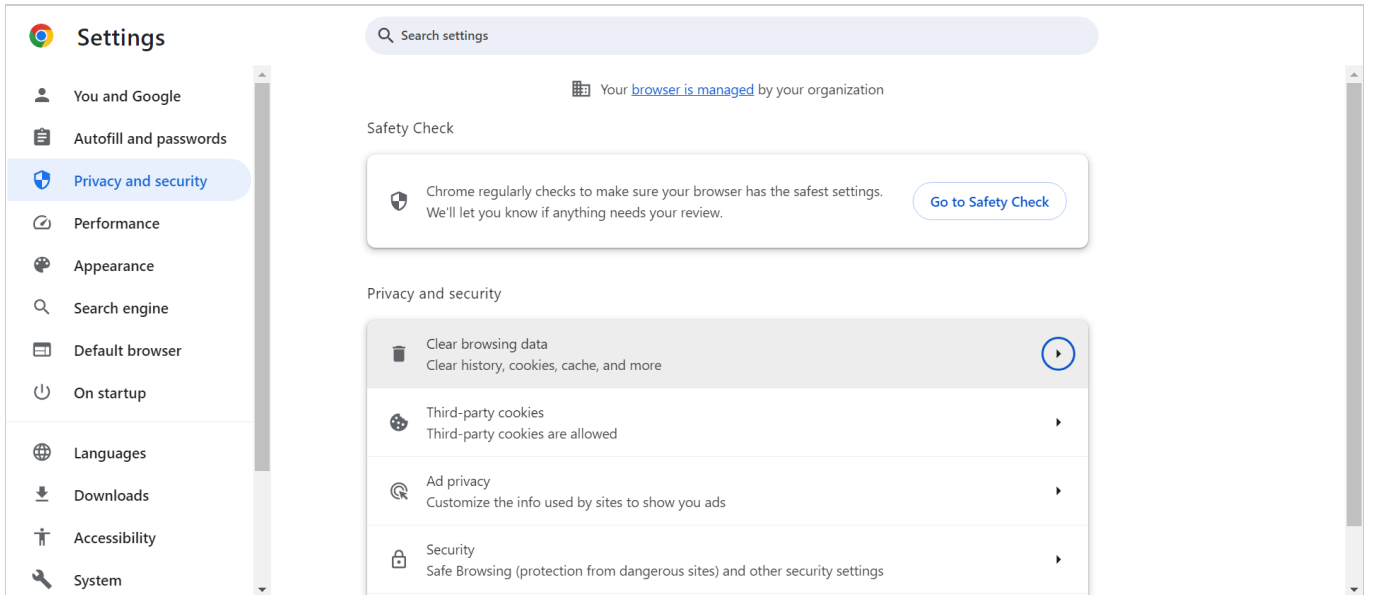 Settings
Search settings
You and Google
Autofill and passwords
Privacy and security
Performance
Appearance
Search engine
Default browser
On startup
Languages
Downloads
Accessibility
System
Your browser is managed by your organization
Safety Check
Chrome regularly checks to make sure your browser has the safest settings.
We'll let you know if anything needs your review.
Go to Safety Check
Privacy and security
Clear browsing data
Clear history, cookies, cache, and more
Third-party cookies
Third-party cookies are allowed
Ad privacy
Customize the info used by sites to show you ads
Security
Safe Browsing (protection from dangerous sites) and other security settings